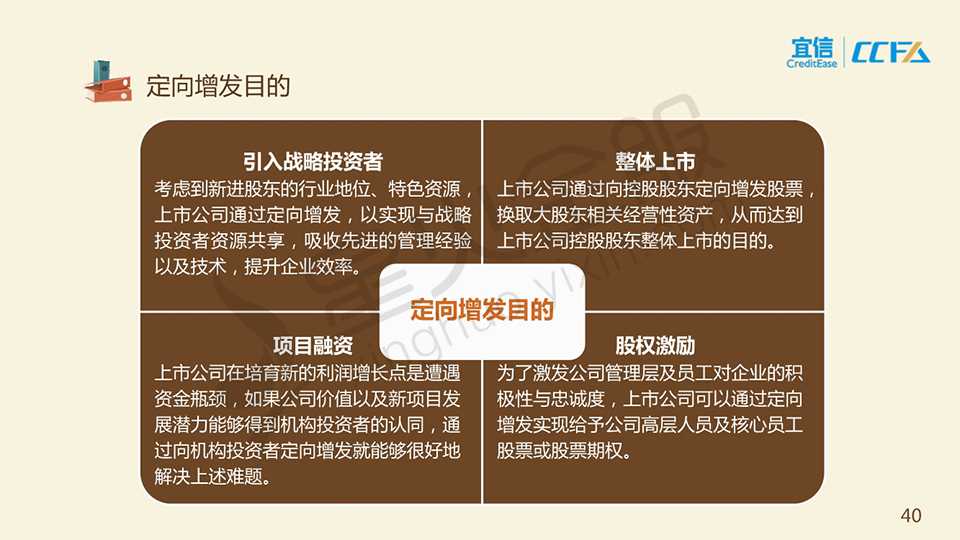 宜信
CreditEase
CCFA
定向增发目的
引入战略投资者
考虑到新进股东的行业地位、特色资源，
上市公司通过定向增发，以实现与战略
投资者资源共享，吸收先进的管理经验
以及技术，提升企业效率。
整体上市
上市公司通过向控股股东定向增发股票，
换取大股东相关经营性资产，从而达到
上市公司控股股东整体上市的目的。
定向增发目的
项目融资
上市公司在培育新的利润增长点是遭遇
资金瓶颈，如果公司价值以及新项目发
展潜力能够得到机构投资者的认同，通
过向机构投资者定向增发就能够很好地
解决上述难题。
股权激励
为了激发公司管理层及员工对企业的积
极性与忠诚度，上市公司可以通过定向
增发实现给予公司高层人员及核心员工
股票或股票期权。
星火金服
40